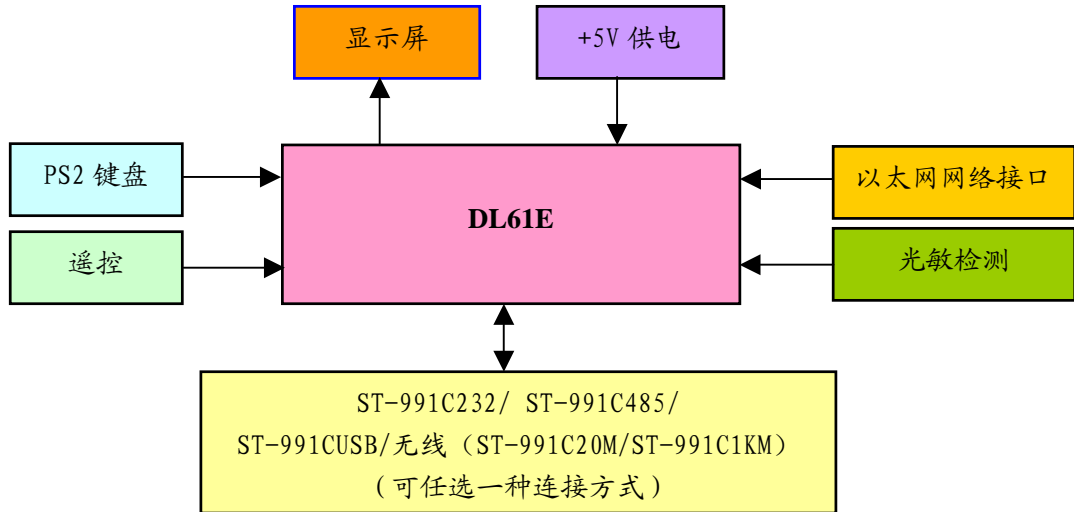 显示屏
+5V 供电
PS2 键盘
以太网网络接口
DL61E
遥控
光敏检测
ST-991C232/ ST-991C485/
ST-991CUSB/无线（ST-991C20M/ST-991C1KM）
（可任选一种连接方式）